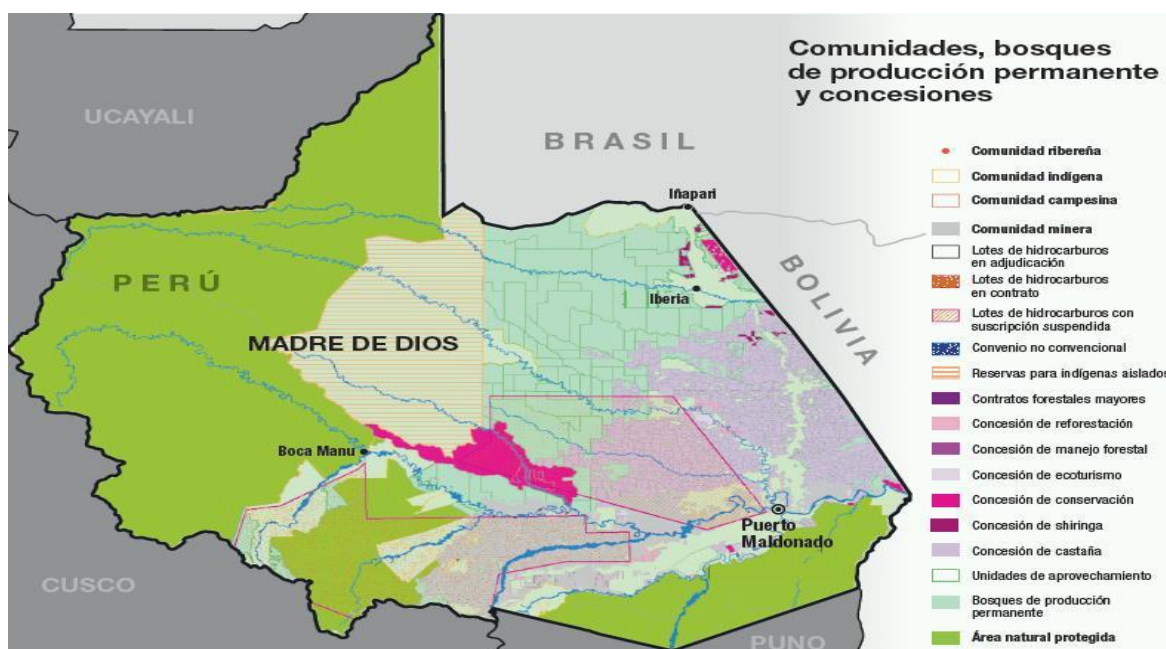 Comunidades, bosques
de producción permanente
y concesiones
UCAYALI
BRASIL
Iñapari
PERÚ
BOLIVIA
Iberia
MADRE DE DIOS
Boca Manu
Puerto
Maldonado
CUSCO
PUNO
Comunidad ribereña
Comunidad indígena
Comunidad campesina
Comunidad minera
Lotes de hidrocarburos
en adjudicación
Lotes de hidrocarburos
en contrato
Lotes de hidrocarburos con
suscripción suspendida
Convenio no convencional
Reservas para indígenas aislados
Contratos forestales mayores
Concesión de reforestación
Concesión de manejo forestal
Concesión de ecoturismo
Concesión de conservación
Concesión de shiringa
Concesión de castaña
Unidades de aprovechamiento
Bosques de producción
permanente
Área natural protegida